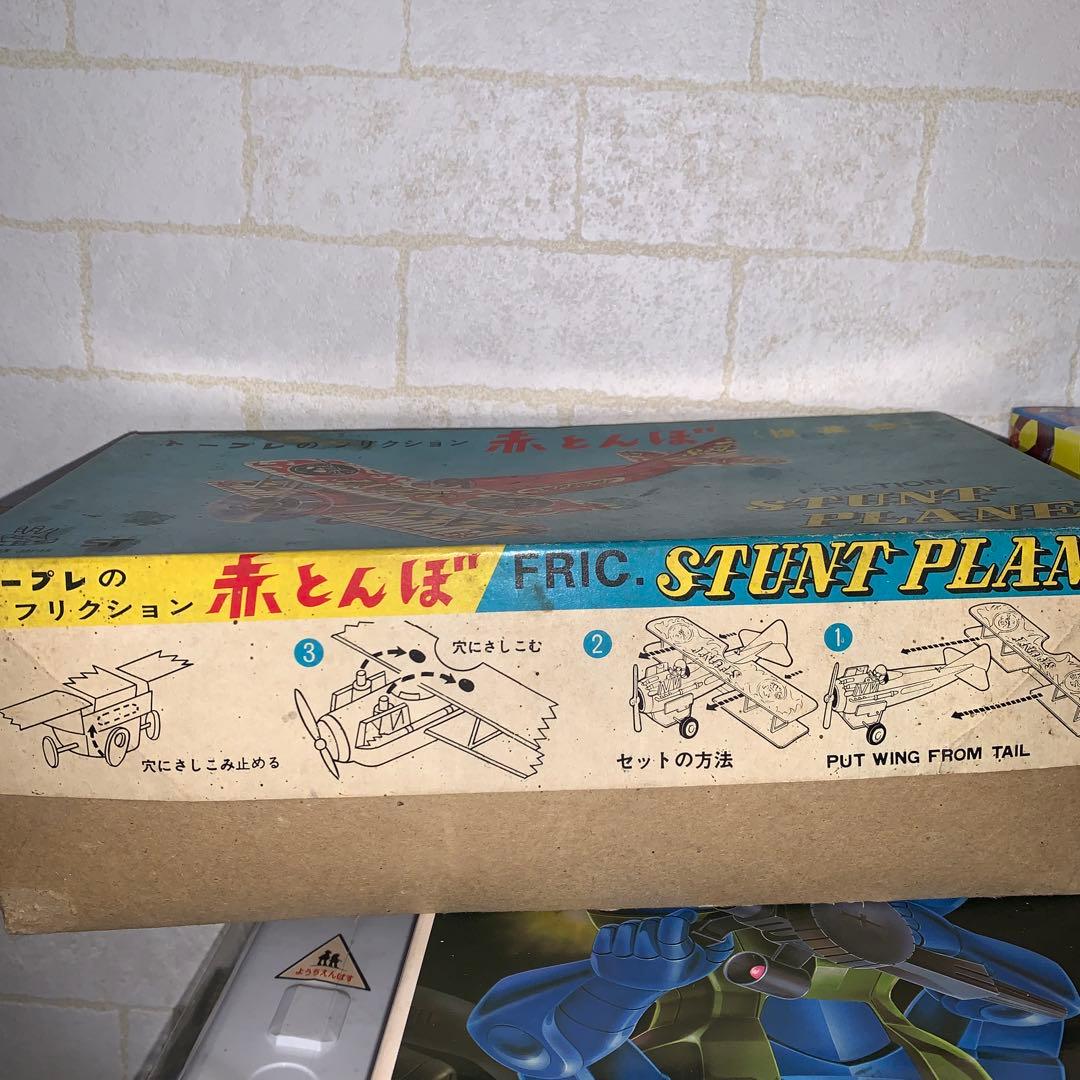 トープレのフリクション 赤とんぼ
FRICTION
STUNT
PLANE
ープレの
フリクション
赤とんぼ
FRIC.
STUNT PLAN
3
穴にさしこむ
穴にさしこみ止める
2
セットの方法
1
PUT WING FROM TAIL
ようちえんばす